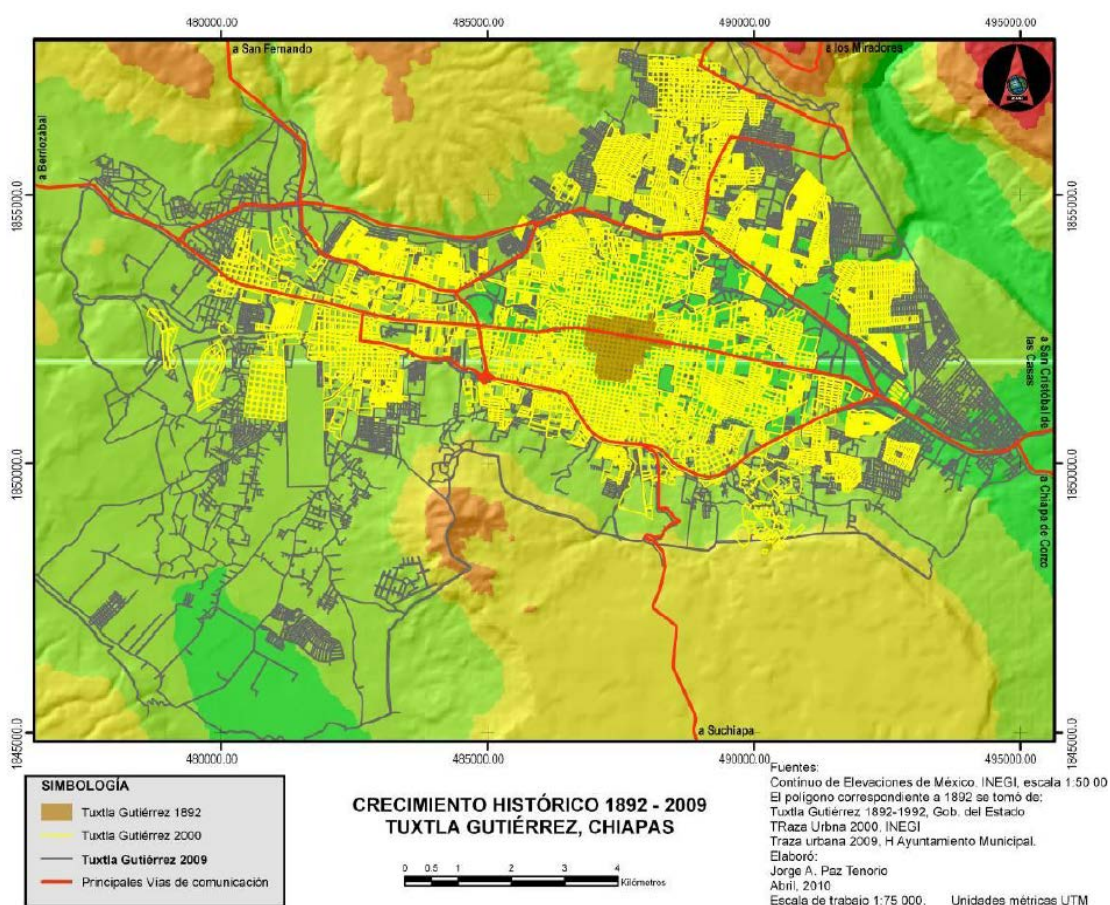 480000.00
485000.00
490000.00
495000.00
a San Fernando
a los Miradores
a Berriozábal
1855000.0
1855000.0
a San Cristóbal de
las Casas
1850000.0
1850000.0
a Chiapa de Corzo
a Suchiapa
1845000.0
1845000.0
480000.00
485000.00
490000.00
495000.00
SIMBOLOGÍA
Tuxtla Gutiérrez 1892
Tuxtla Gutiérrez 2000
Tuxtla Gutiérrez 2009
Principales Vías de comunicación
CRECIMIENTO HISTÓRICO 1892 - 2009
TUXTLA GUTIÉRREZ, CHIAPAS
0 0.5 1 2 3 4
Kilómetros
Fuentes:
Contínuo de Elevaciones de México. INEGI, escala 1:50 00
El polígono correspondiente a 1892 se tomó de:
Tuxtla Gutiérrez 1892-1992, Gob. del Estado
TRaza Urbna 2000. INEGI
Traza urbana 2009, H Ayuntamiento Municipal.
Elaboró:
Jorge A. Paz Tenorio
Abril, 2010
Escala de trabajo 1:75 000. Unidades métricas UTM